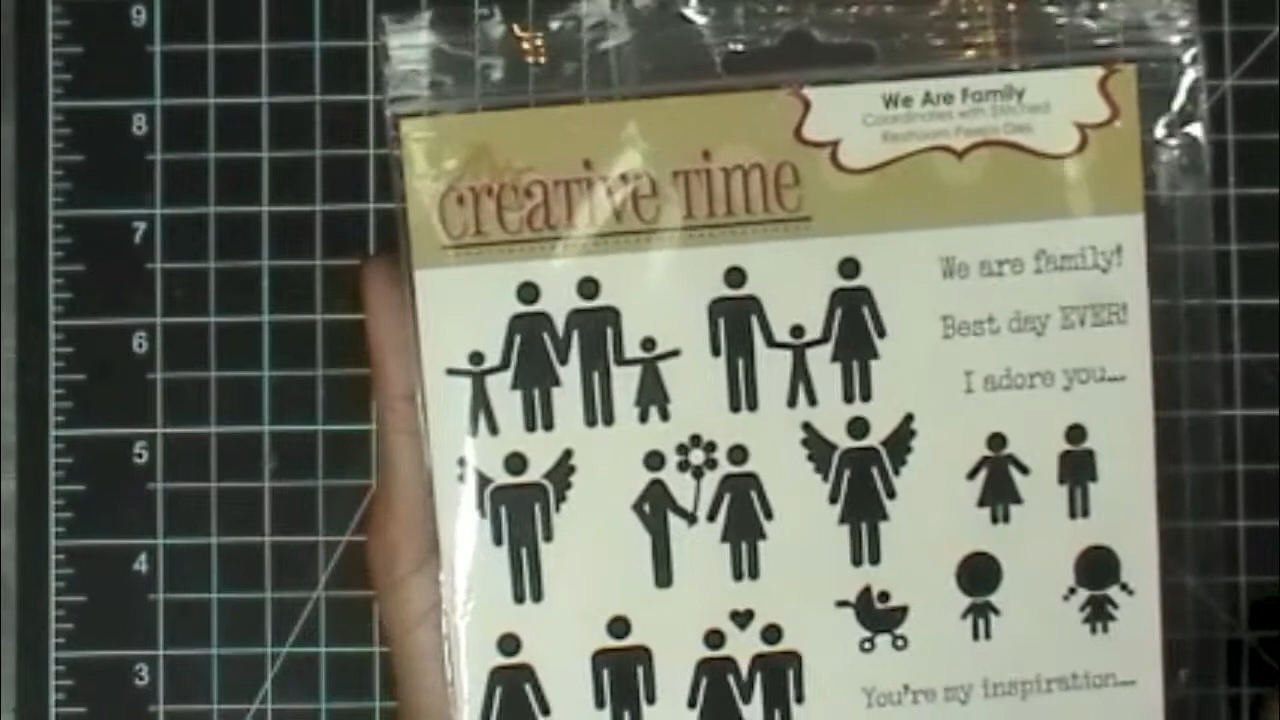 9
8
7
6
5
4
3
We Are Family
Coordinates with Stitched
creative Time
We are family!
Best day EVER!
I adore you...
You're my inspiration...